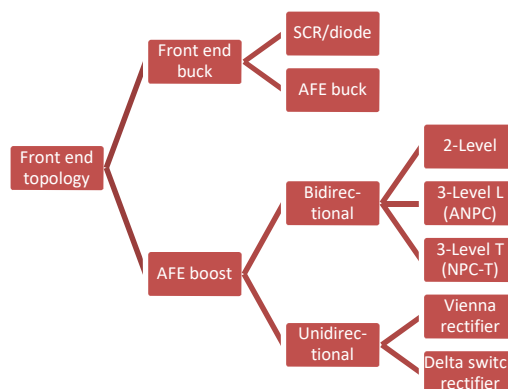 SCR/diode
Front end
buck
AFE buck
2-Level
Front end
topology
Bidirec-
tional
3-Level L
(ANPC)
3-Level T
(NPC-T)
AFE boost
Vienna
rectifier
Unidirec-
tional
Delta switc
rectifier